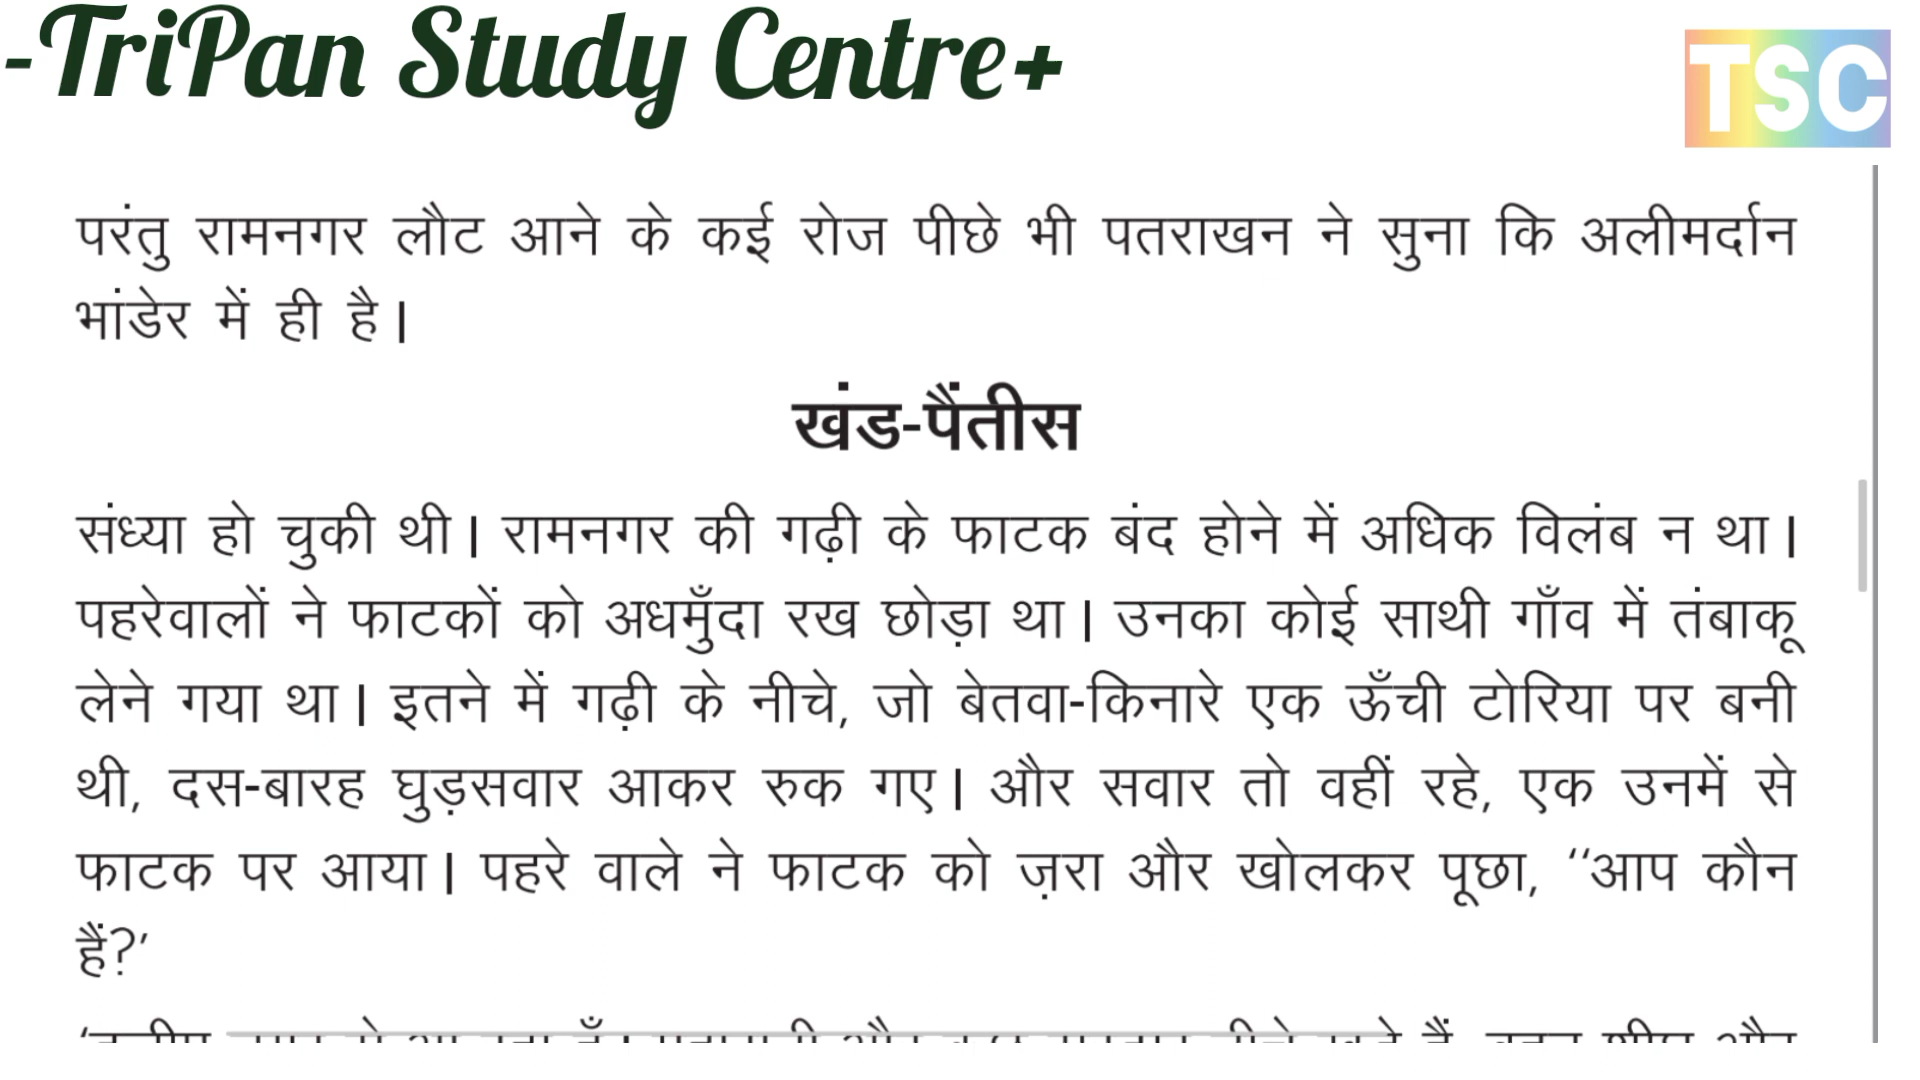 -TriPan Study Centre+
TSC
परंतु रामनगर लौट आने के कई रोज पीछे भी पतराखन ने सुना कि अलीमर्दान
भांडेर में ही है।
खंड-पैंतीस
संध्या हो चुकी थी। रामनगर की गढ़ी के फाटक बंद होने में अधिक विलंब न था।
पहरेवालों ने फाटकों को अधमुँदा रख छोड़ा था। उनका कोई साथी गाँव में तंबाकू
लेने गया था। इतने में गढ़ी के नीचे, जो बेतवा-किनारे एक ऊँची टोरिया पर बनी
थी, दस-बारह घुड़सवार आकर रुक गए। और सवार तो वहीं रहे, एक उनमें से
फाटक पर आया। पहरे वाले ने फाटक को ज़रा और खोलकर पूछा, ‘‘आप कौन
हैं?’